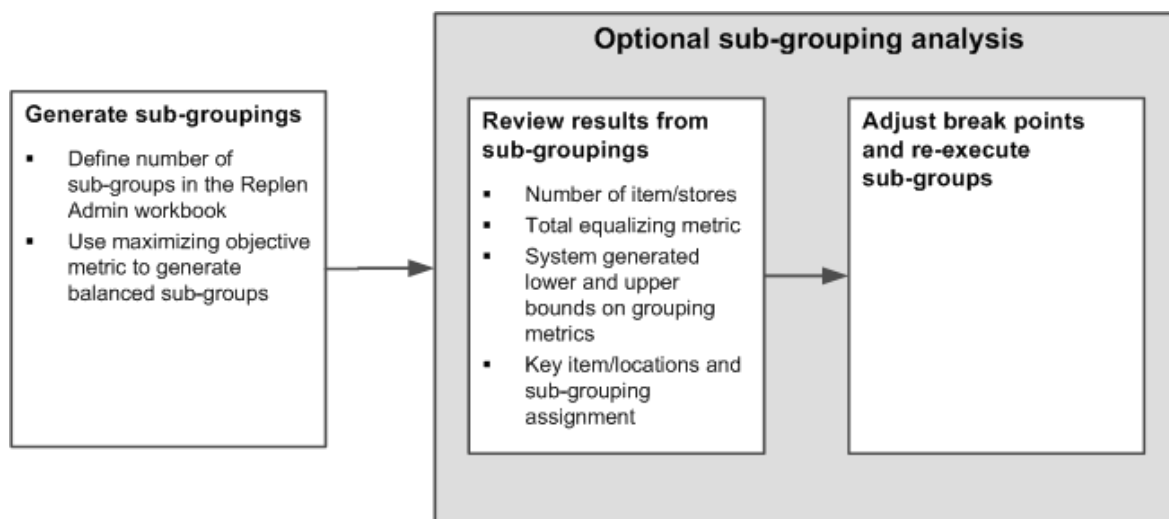 Optional sub-grouping analysis
Generate sub-groupings
▪ Define number of
sub-groups in the Replen
Admin workbook
▪ Use maximizing objective
metric to generate
balanced sub-groups
Review results from
sub-groupings
▪ Number of item/stores
▪ Total equalizing metric
▪ System generated
lower and upper
bounds on grouping
metrics
▪ Key item/locations and
sub-grouping
assignment
Adjust break points
and re-execute
sub-groups